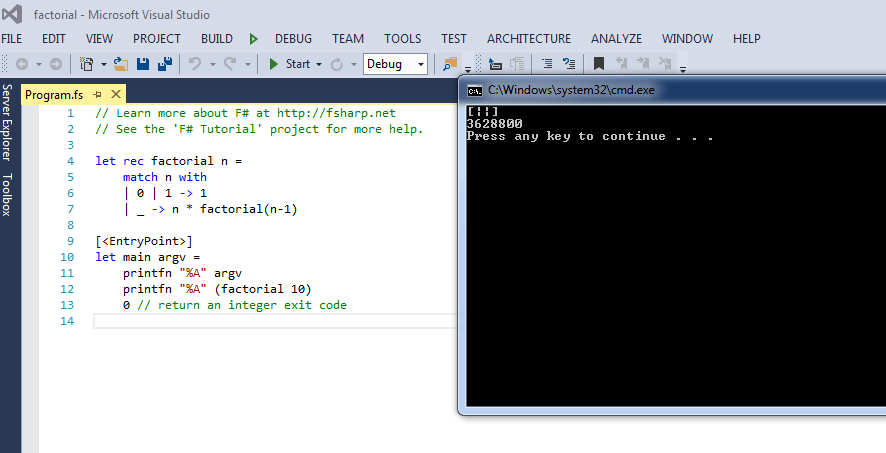 factorial - Microsoft Visual Studio
FILE EDIT VIEW PROJECT BUILD DEBUG TEAM TOOLS TEST ARCHITECTURE ANALYZE WINDOW HELP
Start Debug
Server Explorer
Toolbox
Program.fs
1 // Learn more about F# at http://fsharp.net
2 // See the 'F# Tutorial' project for more help.
3
4 let rec factorial n =
5 match n with
6 | 0 | 1 -> 1
7 | _ -> n * factorial(n-1)
8
9 [<EntryPoint>]
10 let main argv =
11 printfn "%A" argv
12 printfn "%A" (factorial 10)
13 0 // return an integer exit code
14
C:\Windows\system32\cmd.exe
[||]
3628800
Press any key to continue . . .